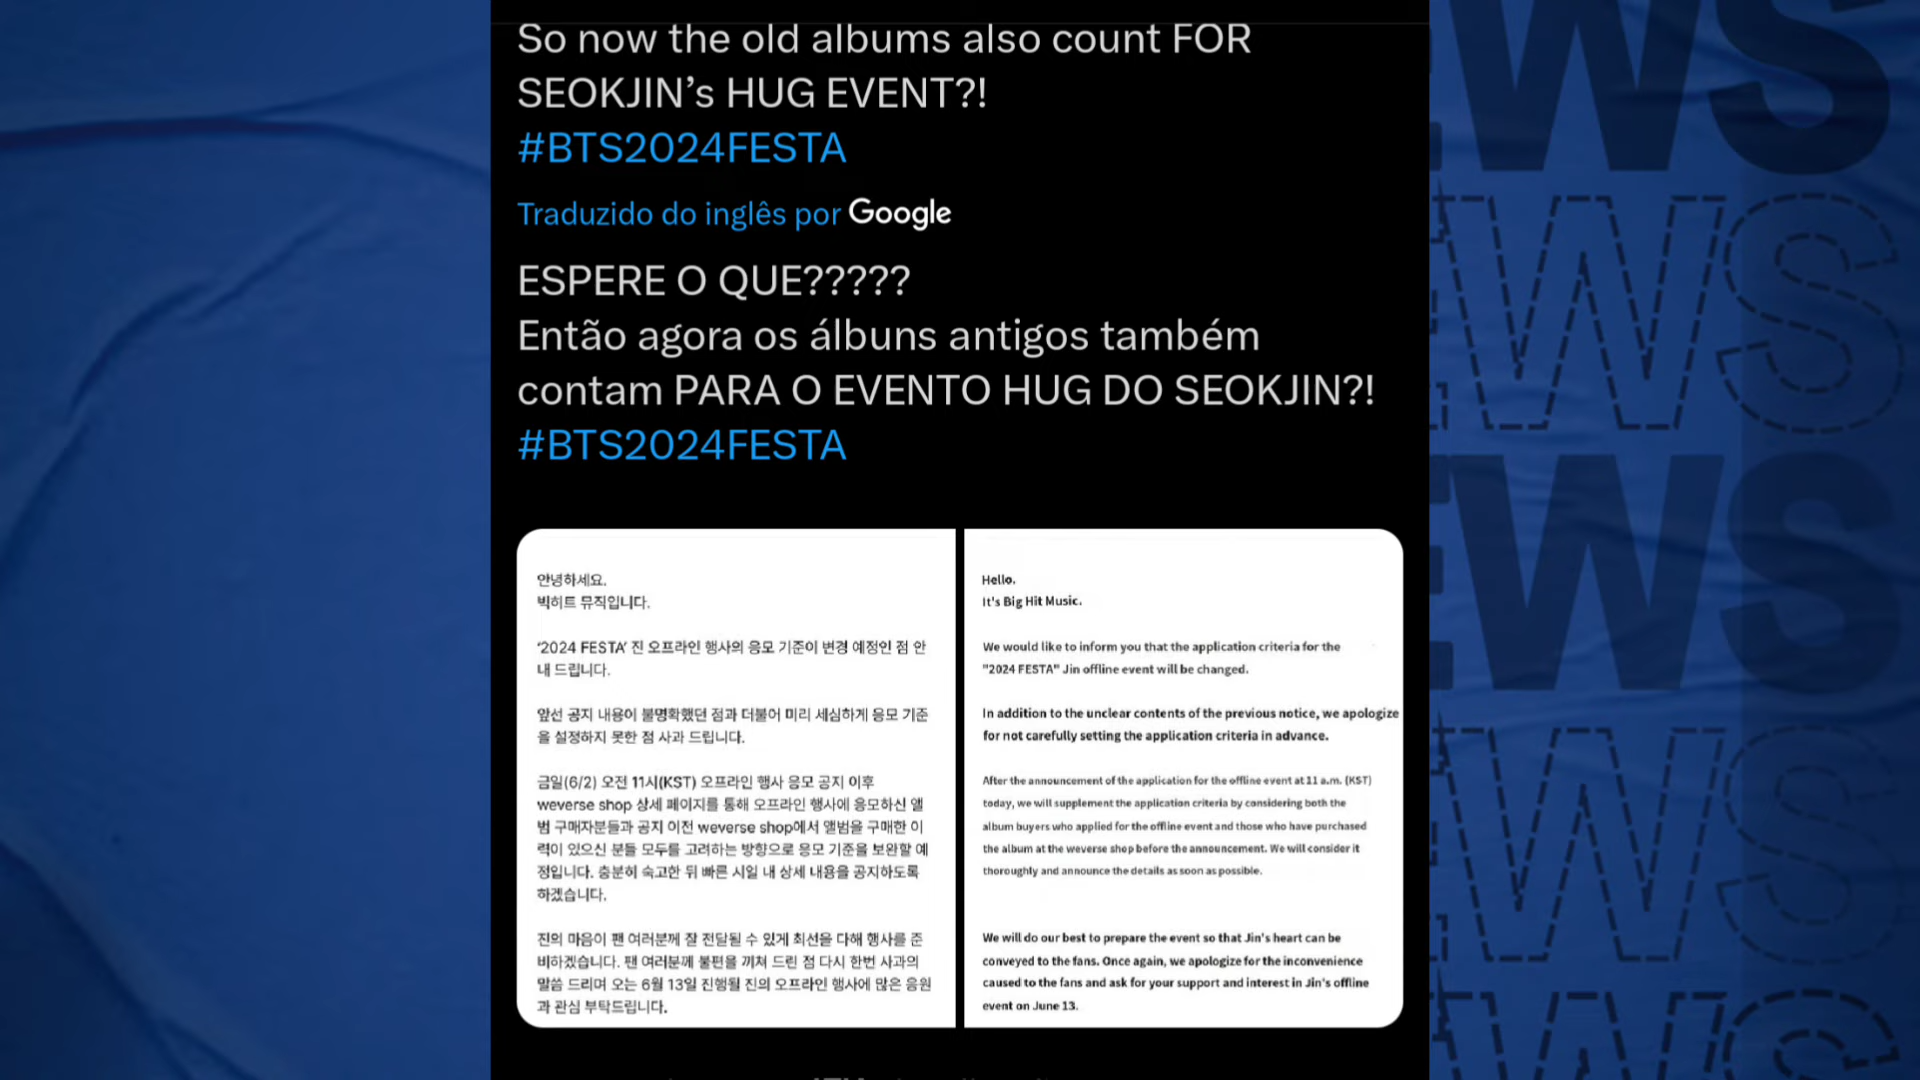 So now the old albums also count FOR
SEOKJIN’s HUG EVENT?!
#BTS2024FESTA
Traduzido do inglês por Google
ESPERE O QUE?????
Então agora os álbuns antigos também
contam PARA O EVENTO HUG DO SEOKJIN?!
#BTS2024FESTA
안녕하세요.
빅히트 뮤직입니다.
‘2024 FESTA’ 진 오프라인 행사의 응모 기준이 변경 예정인 점 안
내 드립니다.
앞선 공지 내용이 불명확했던 점과 더불어 미리 세심하게 응모 기준
을 설정하지 못한 점 사과 드립니다.
금일(6/2) 오전 11시(KST) 오프라인 행사 응모 공지 이후
weverse shop 상세 페이지를 통해 오프라인 행사에 응모하신 앨
범 구매자분들과 공지 이전 weverse shop에서 앨범을 구매한 이
력이 있으신 분들 모두를 고려하는 방향으로 응모 기준을 보완할 예
정입니다. 충분히 숙고한 뒤 빠른 시일 내 상세 내용을 공지하도록
하겠습니다.
진의 마음이 팬 여러분께 잘 전달될 수 있게 최선을 다해 행사를 준
비하겠습니다. 팬 여러분께 불편을 끼쳐 드린 점 다시 한번 사과의
말씀 드리며 오는 6월 13일 진행될 진의 오프라인 행사에 많은 응원
과 관심 부탁드립니다.
Hello.
It's Big Hit Music.
We would like to inform you that the application criteria for the
"2024 FESTA" Jin offline event will be changed.
In addition to the unclear contents of the previous notice, we apologize
for not carefully setting the application criteria in advance.
After the announcement of the application for the offline event at 11 a.m. (KST)
today, we will supplement the application criteria by considering both the
album buyers who applied for the offline event and those who have purchased
the album at the weverse shop before the announcement. We will consider it
thoroughly and announce the details as soon as possible.
We will do our best to prepare the event so that Jin's heart can be
conveyed to the fans. Once again, we apologize for the inconvenience
caused to the fans and ask for your support and interest in Jin's offline
event on June 13.
EWS
EWS
EWS
EWS